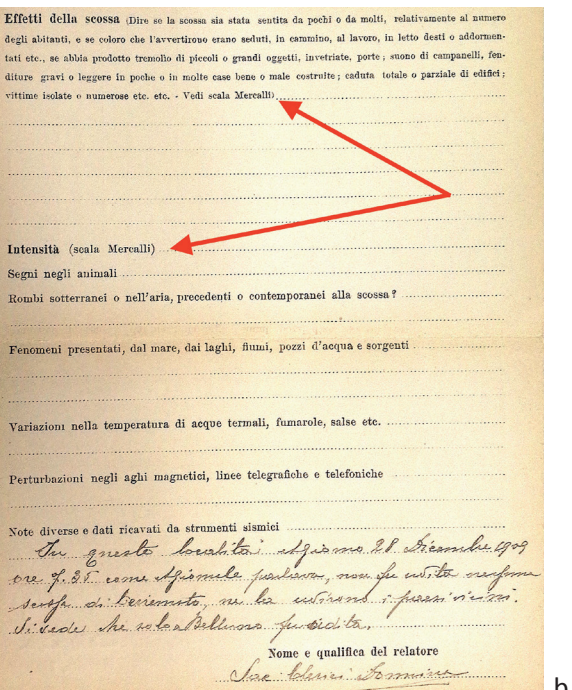 Effetti della scossa (Dire se la scossa sia stata sentita da pochi o da molti, relativamente al numero
degli abitanti, e se coloro che l'avvertirono erano seduti, in cammino, al lavoro, in letto desti o addormen-
tati etc., se abbia prodotto tremolio di piccoli o grandi oggetti, invetriate, porte; suono di campanelli, fen-
diture gravi o leggere in poche o in molte case bene o male costruite; caduta totale o parziale di edifici;
vittime isolate o numerose etc. etc. - Vedi scala Mercalli)
Intensità (scala Mercalli)
Segni negli animali
Rombi sotterranei o nell'aria, precedenti o contemporanei alla scossa?
Fenomeni presentati, dal mare, dai laghi, fiumi, pozzi d'acqua e sorgenti
Variazioni nella temperatura di acque termali, fumarole, salse etc.
Perturbazioni negli aghi magnetici, linee telegrafiche e telefoniche
Note diverse e dati ricavati da strumenti sismici
In questa località il giorno 28 Dicembre 1909
ore 7.35 come il giornale parlava, non fu udita nessuna
scossa di terremoto, ne la udirono i paesi vicini.
Si vede che solo a Belluno fu udita.
Nome e qualifica del relatore
b